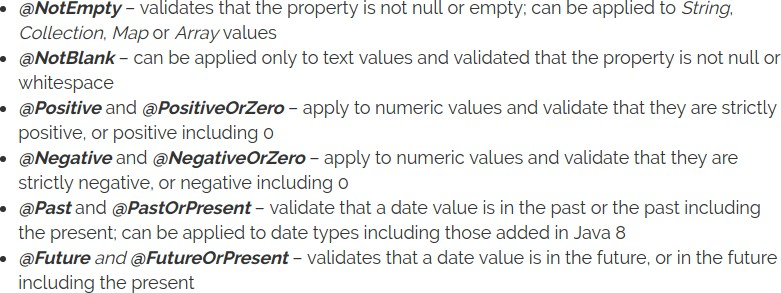 • @NotEmpty – validates that the property is not null or empty; can be applied to String,
Collection, Map or Array values
• @NotBlank – can be applied only to text values and validated that the property is not null or
whitespace
• @Positive and @PositiveOrZero – apply to numeric values and validate that they are strictly
positive, or positive including 0
• @Negative and @NegativeOrZero – apply to numeric values and validate that they are
strictly negative, or negative including 0
• @Past and @PastOrPresent – validate that a date value is in the past or the past including
the present; can be applied to date types including those added in Java 8
• @Future and @FutureOrPresent – validates that a date value is in the future, or in the future
including the present